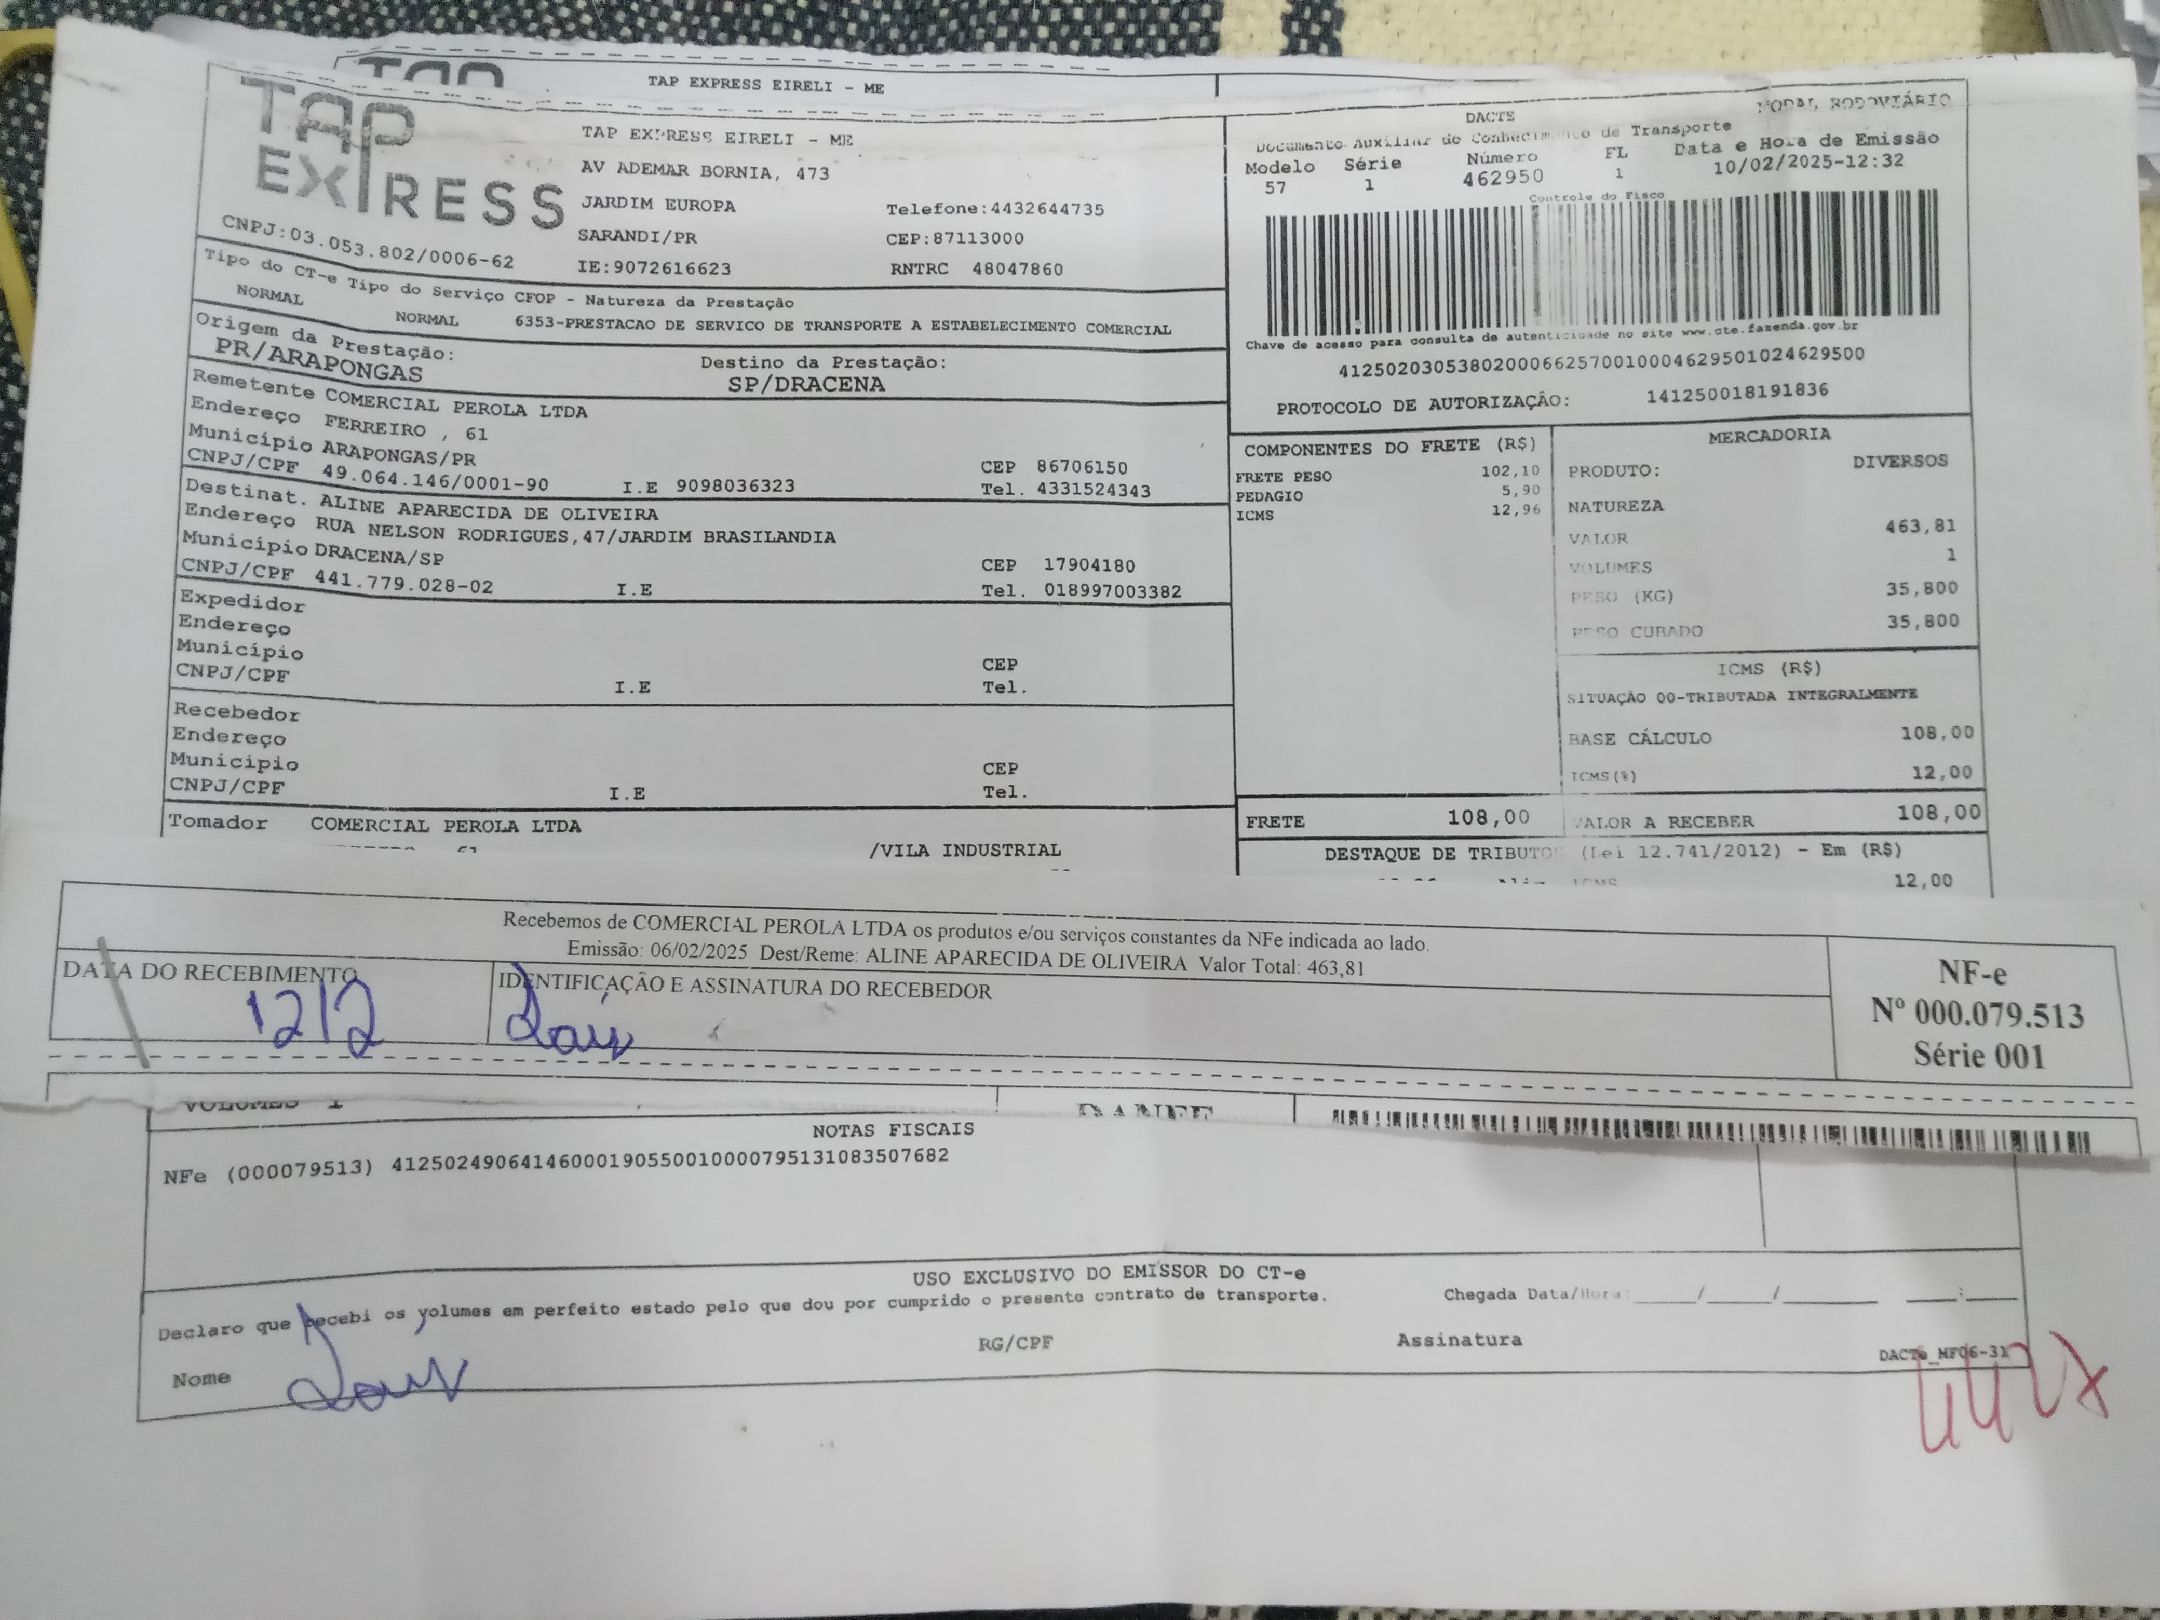 TAP EXPRESS EIRELI - ME
TAP EXPRESS
TAP EXPRESS EIRELI - ME
AV ADEMAR BORNIA, 473
JARDIM EUROPA Telefone:4432644735
SARANDI/PR CEP:87113000
CNPJ:03.053.802/0006-62 IE:9072616623 RNTRC 48047860
MODAL RODOVIÁRIO
DACTE
Documento Auxiliar do Conhecimento de Transporte
Modelo Série Número FL Data e Hora de Emissão
57 1 462950 1 10/02/2025-12:32
Controle do Fisco
Chave de acesso para consulta de autenticidade no site www.cte.fazenda.gov.br
41250203053802000662570010004629501024629500
PROTOCOLO DE AUTORIZAÇÃO: 141250018191836
Tipo do CT-e Tipo do Serviço CFOP - Natureza da Prestação
NORMAL NORMAL 6353-PRESTACAO DE SERVICO DE TRANSPORTE A ESTABELECIMENTO COMERCIAL
Origem da Prestação: Destino da Prestação:
PR/ARAPONGAS SP/DRACENA
Remetente COMERCIAL PEROLA LTDA
Endereço FERREIRO , 61
Município ARAPONGAS/PR CEP 86706150
CNPJ/CPF 49.064.146/0001-90 I.E 9098036323 Tel. 4331524343
Destinat. ALINE APARECIDA DE OLIVEIRA
Endereço RUA NELSON RODRIGUES,47/JARDIM BRASILANDIA
Município DRACENA/SP CEP 17904180
CNPJ/CPF 441.779.028-02 I.E Tel. 018997003382
Expedidor
Endereço
Município CEP
CNPJ/CPF I.E Tel.
Recebedor
Endereço
Município CEP
CNPJ/CPF I.E Tel.
Tomador COMERCIAL PEROLA LTDA
/VILA INDUSTRIAL
COMPONENTES DO FRETE (R$)
FRETE PESO 102,10
PEDAGIO 5,90
ICMS 12,96
FRETE 108,00
MERCADORIA
PRODUTO: DIVERSOS
NATUREZA
VALOR 463,81
VOLUMES 1
PESO (KG) 35,800
PESO CUBADO 35,800
ICMS (R$)
SITUAÇÃO 00-TRIBUTADA INTEGRALMENTE
BASE CÁLCULO 108,00
ICMS(%) 12,00
VALOR A RECEBER 108,00
DESTAQUE DE TRIBUTOS (Lei 12.741/2012) - Em (R$)
ICMS 12,00
Recebemos de COMERCIAL PEROLA LTDA os produtos e/ou serviços constantes da NFe indicada ao lado.
Emissão: 06/02/2025 Dest/Reme: ALINE APARECIDA DE OLIVEIRA Valor Total: 463,81
DATA DO RECEBIMENTO IDENTIFICAÇÃO E ASSINATURA DO RECEBEDOR
12/2
NF-e
Nº 000.079.513
Série 001
VOLUMES 1 DANFE
NOTAS FISCAIS
NFe (000079513) 41250249064146000190550010000795131083507682
USO EXCLUSIVO DO EMISSOR DO CT-e
Declaro que recebi os volumes em perfeito estado pelo que dou por cumprido o presente contrato de transporte. Chegada Data/Hora: ____/____/______ ___:___
Nome RG/CPF Assinatura
DACTe_MF06-31